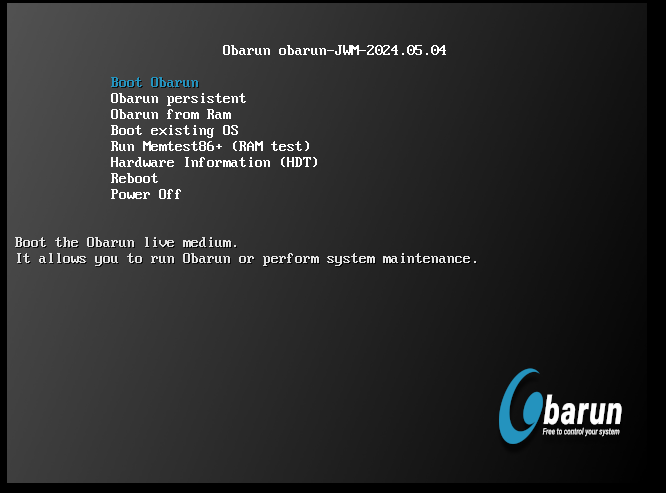 Obarun obarun-JWM-2024.05.04
Boot Obarun
Obarun persistent
Obarun from Ram
Boot existing OS
Run Memtest86+ (RAM test)
Hardware Information (HDT)
Reboot
Power Off
Boot the Obarun live medium.
It allows you to run Obarun or perform system maintenance.
Obarun
Free to control your system